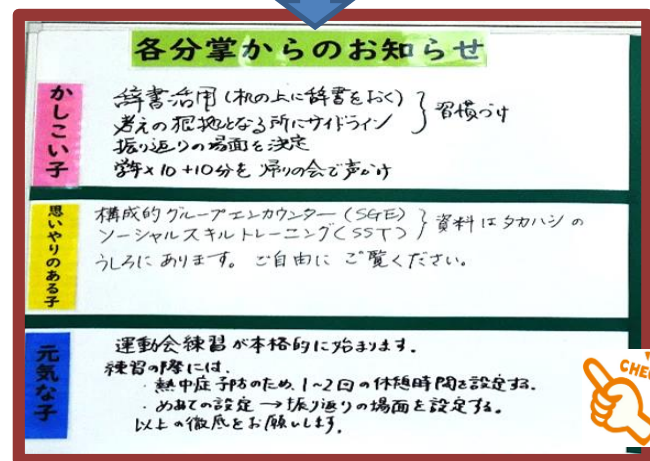 各分掌からのお知らせ
かしこい子
辞書活用(机の上に辞書をおく)
考えの根拠となる所にサイドライン
習慣づけ
振り返りの場面を決定
学年×10+10分を 帰りの会で声かけ
思いやりのある子
構成的グループエンカウンター(SGE)
ソーシャルスキルトレーニング(SST)
資料はタカハシの
うしろにあります。ご自由にご覧ください。
元気な子
運動会練習が本格的に始まります。
練習の際には、
・熱中症予防のため、1~2回の休憩時間を設定する。
・めあての設定→振り返りの場面を設定する。
以上の徹底をお願いします。
CHE